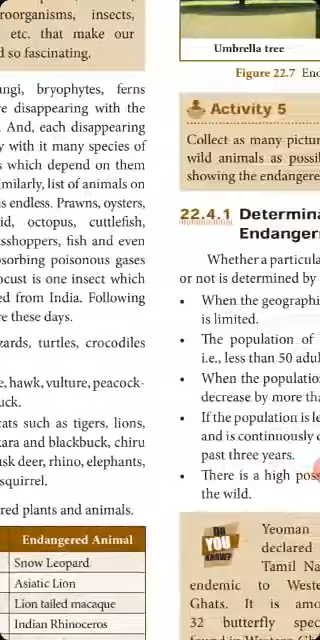 roorganisms, insects,
etc. that make our
so fascinating.
ungi, bryophytes, ferns
disappearing with the
And, each disappearing
with it many species of
which depend on them
milarly, list of animals on
endless. Prawns, oysters,
octopus, cuttlefish,
sshoppers, fish and even
sorbing poisonous gases
ocust is one insect which
ed from India. Following
re these days.
zards, turtles, crocodiles
e, hawk, vulture, peacock-
uck.
cats such as tigers, lions,
kara and blackbuck, chiru
usk deer, rhino, elephants,
squirrel.
red plants and animals.
Endangered Animal
Snow Leopard
Asiatic Lion
Lion tailed macaque
Indian Rhinoceros
Umbrella tree
Figure 22.7 End
Activity 5
Collect as many pictur
wild animals as possib
showing the endangere
22.4.1 Determina
Endanger
Whether a particula
or not is determined by
• When the geographi
is limited.
• The population of
i.e., less than 50 adul
• When the populatio
decrease by more tha
• If the population is le
and is continuously
past three years.
• There is a high poss
the wild.
DO YOU KNOW?
Yeoman
declared
Tamil Na
endemic to Weste
Ghats. It is amo
32 butterfly spec